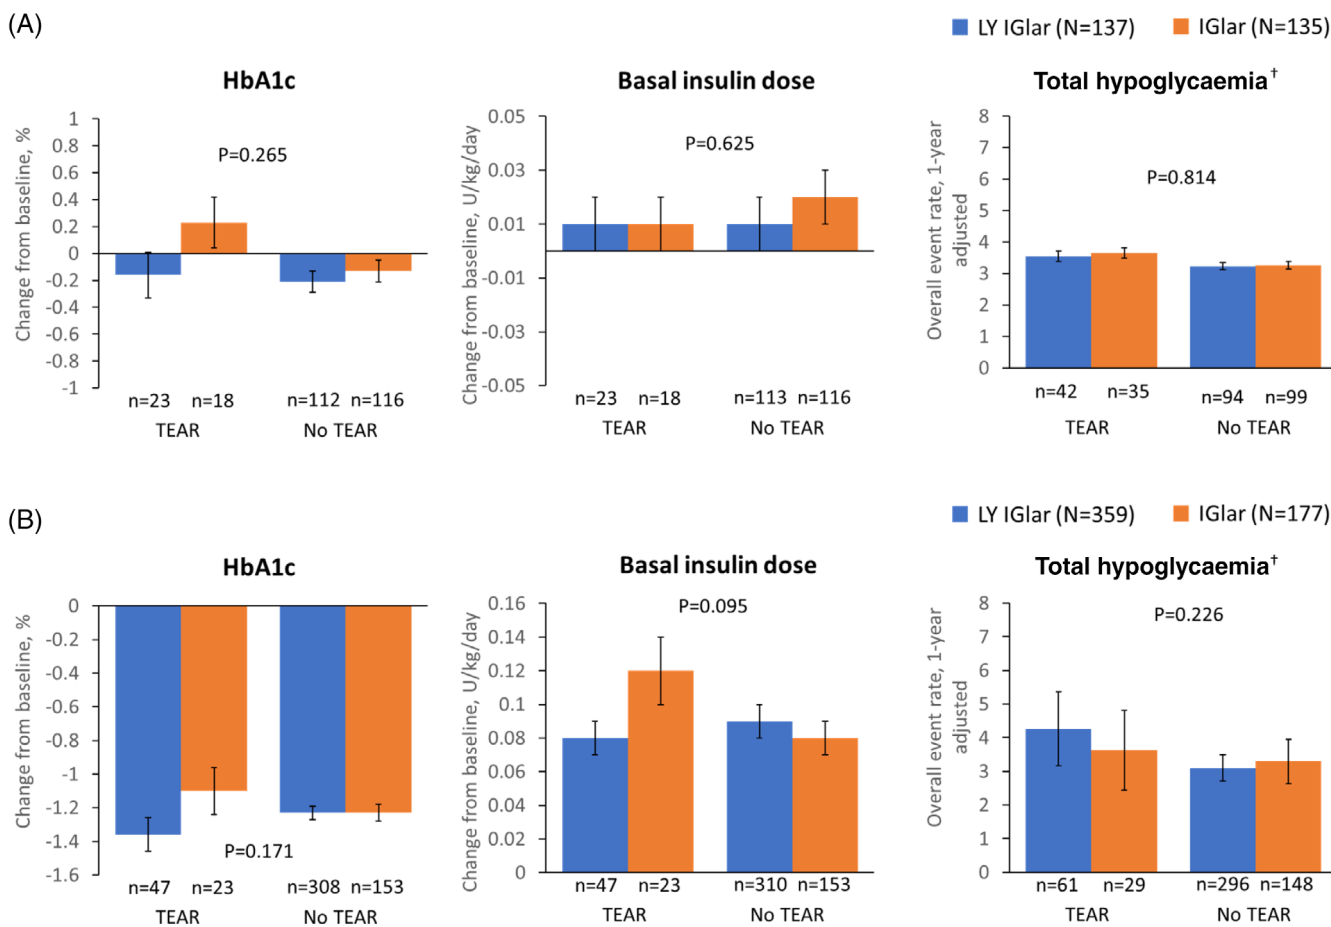 (A)
LY IGlar (N=137) IGlar (N=135)
HbA1c
Change from baseline, %
1
0.8
0.6
0.4
0.2
0
-0.2
-0.4
-0.6
-0.8
-1
P=0.265
n=23 n=18 n=112 n=116
TEAR No TEAR
Basal insulin dose
Change from baseline, U/kg/day
0.05
0.03
0.01
-0.01
-0.03
-0.05
P=0.625
n=23 n=18 n=113 n=116
TEAR No TEAR
Total hypoglycaemia†
Overall event rate, 1-year
adjusted
8
7
6
5
4
3
2
1
0
P=0.814
n=42 n=35 n=94 n=99
TEAR No TEAR
(B)
LY IGlar (N=359) IGlar (N=177)
HbA1c
Change from baseline, %
0
-0.2
-0.4
-0.6
-0.8
-1
-1.2
-1.4
-1.6
P=0.171
n=47 n=23 n=308 n=153
TEAR No TEAR
Basal insulin dose
Change from baseline, U/kg/day
0.16
0.14
0.12
0.1
0.08
0.06
0.04
0.02
0
P=0.095
n=47 n=23 n=310 n=153
TEAR No TEAR
Total hypoglycaemia†
Overall event rate, 1-year
adjusted
8
7
6
5
4
3
2
1
0
P=0.226
n=61 n=29 n=296 n=148
TEAR No TEAR